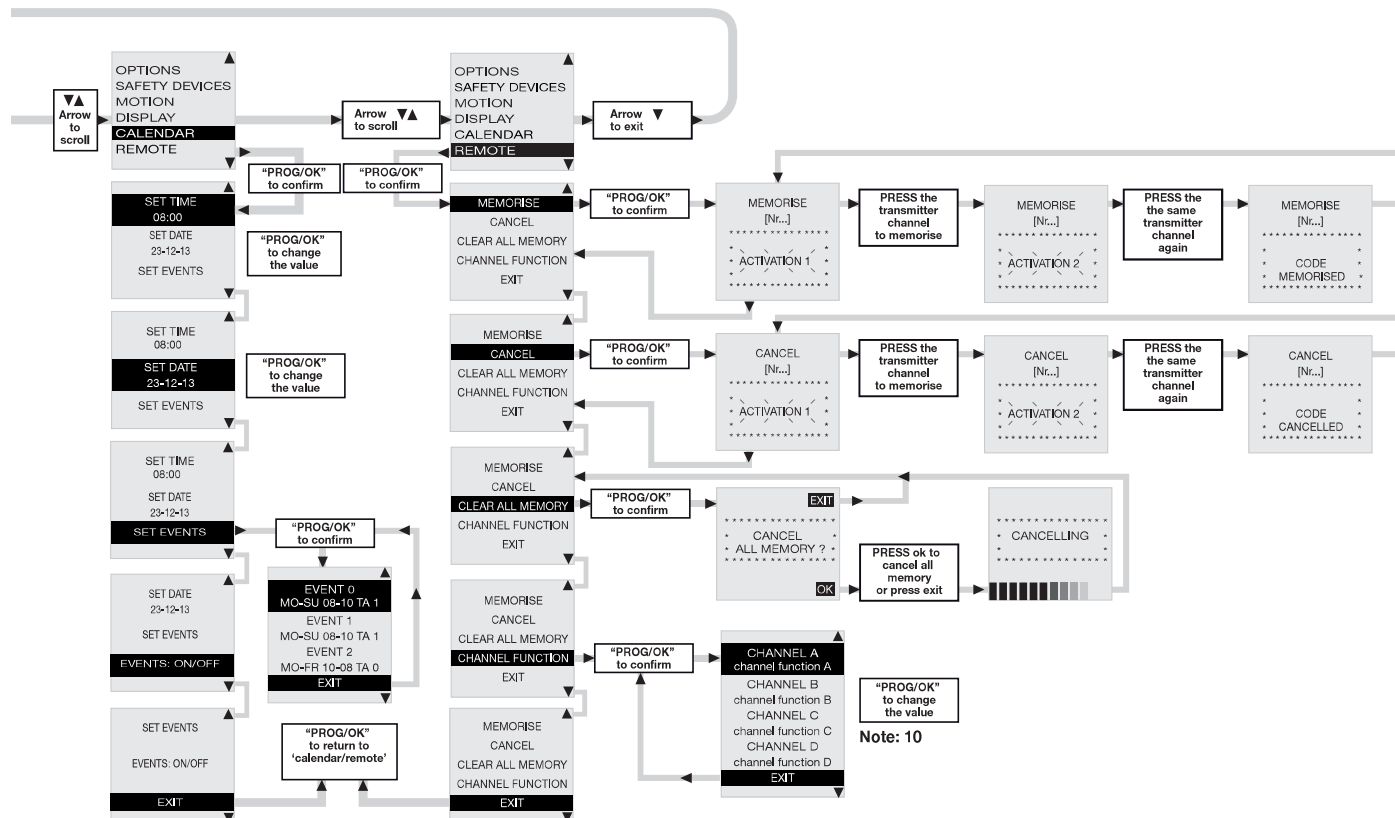 ▼▲
Arrow
to
scroll
OPTIONS
SAFETY DEVICES
MOTION
DISPLAY
CALENDAR
REMOTE
Arrow ▼▲
to scroll
OPTIONS
SAFETY DEVICES
MOTION
DISPLAY
CALENDAR
REMOTE
Arrow ▼
to exit
"PROG/OK"
to confirm
"PROG/OK"
to confirm
SET TIME
08:00
SET DATE
23-12-13
SET EVENTS
"PROG/OK"
to change
the value
SET TIME
08:00
SET DATE
23-12-13
SET EVENTS
"PROG/OK"
to change
the value
SET TIME
08:00
SET DATE
23-12-13
SET EVENTS
"PROG/OK"
to confirm
EVENT 0
MO-SU 08-10 TA 1
EVENT 1
MO-SU 08-10 TA 1
EVENT 2
MO-FR 10-08 TA 0
EXIT
SET DATE
23-12-13
SET EVENTS
EVENTS: ON/OFF
SET EVENTS
EVENTS: ON/OFF
EXIT
"PROG/OK"
to return to
'calendar/remote'
MEMORISE
CANCEL
CLEAR ALL MEMORY
CHANNEL FUNCTION
EXIT
"PROG/OK"
to confirm
MEMORISE
[Nr...]
ACTIVATION 1
PRESS the
transmitter
channel
to memorise
MEMORISE
[Nr...]
ACTIVATION 2
PRESS the
the same
transmitter
channel
again
MEMORISE
[Nr...]
CODE
MEMORISED
MEMORISE
CANCEL
CLEAR ALL MEMORY
CHANNEL FUNCTION
EXIT
"PROG/OK"
to confirm
CANCEL
[Nr...]
ACTIVATION 1
PRESS the
transmitter
channel
to memorise
CANCEL
[Nr...]
ACTIVATION 2
PRESS the
the same
transmitter
channel
again
CANCEL
[Nr...]
CODE
CANCELLED
MEMORISE
CANCEL
CLEAR ALL MEMORY
CHANNEL FUNCTION
EXIT
"PROG/OK"
to confirm
EXIT
CANCEL
ALL MEMORY ?
OK
PRESS ok to
cancel all
memory
or press exit
CANCELLING
MEMORISE
CANCEL
CLEAR ALL MEMORY
CHANNEL FUNCTION
EXIT
"PROG/OK"
to confirm
CHANNEL A
channel function A
CHANNEL B
channel function B
CHANNEL C
channel function C
CHANNEL D
channel function D
EXIT
"PROG/OK"
to change
the value
Note: 10
MEMORISE
CANCEL
CLEAR ALL MEMORY
CHANNEL FUNCTION
EXIT